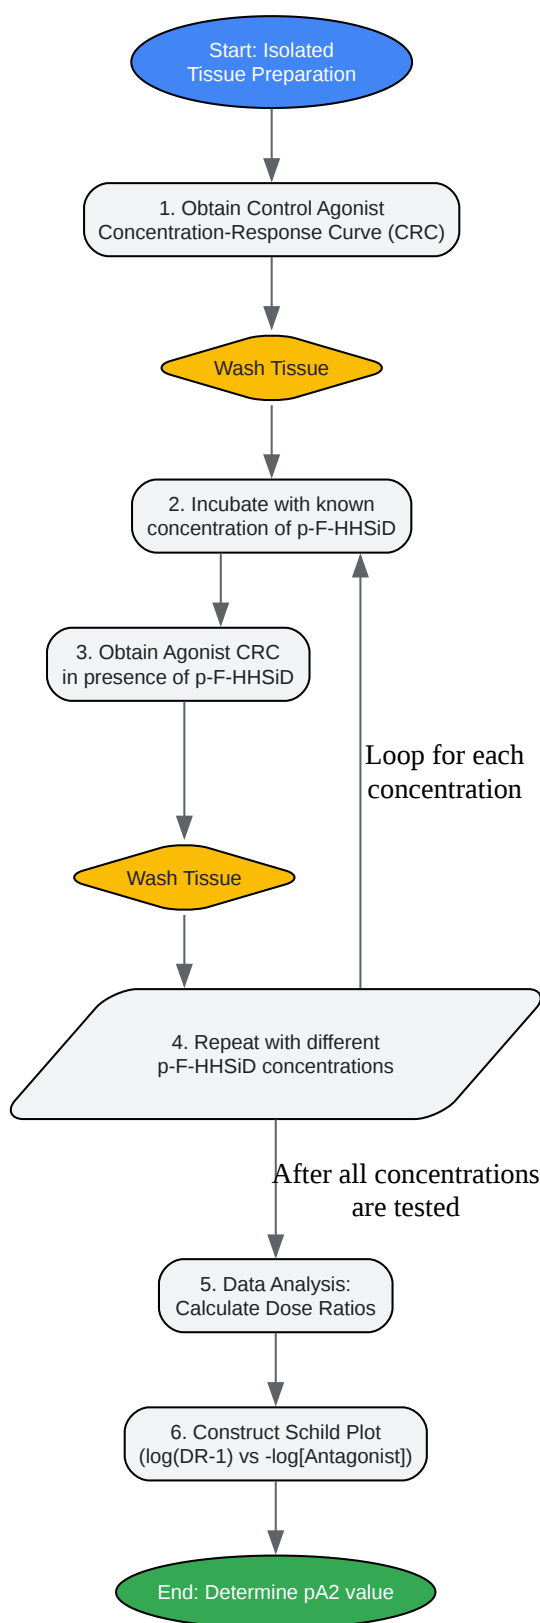 Start: Isolated
Tissue Preparation
1. Obtain Control Agonist
Concentration-Response Curve (CRC)
Wash Tissue
2. Incubate with known
concentration of p-F-HHSiD
3. Obtain Agonist CRC
in presence of p-F-HHSiD
Loop for each
concentration
Wash Tissue
4. Repeat with different
p-F-HHSiD concentrations
After all concentrations
are tested
5. Data Analysis:
Calculate Dose Ratios
6. Construct Schild Plot
(log(DR-1) vs -log[Antagonist])
End: Determine pA2 value